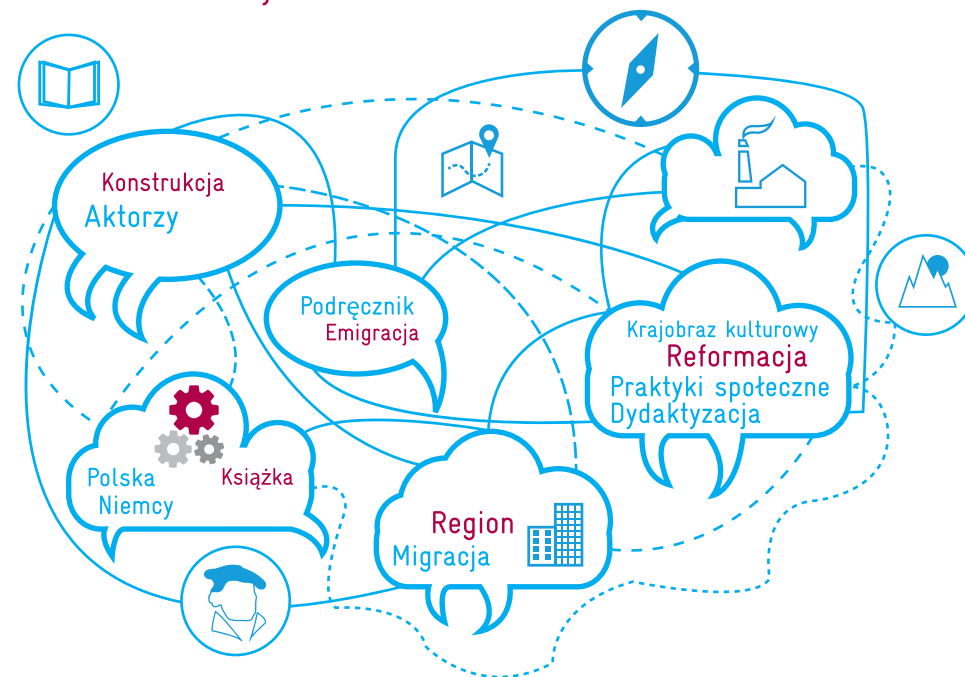 Konstrukcja
Aktorzy
Podręcznik
Emigracja
Krajobraz kulturowy
Reformacja
Praktyki społeczne
Dydaktyzacja
Polska
Książka
Niemcy
Region
Migracja